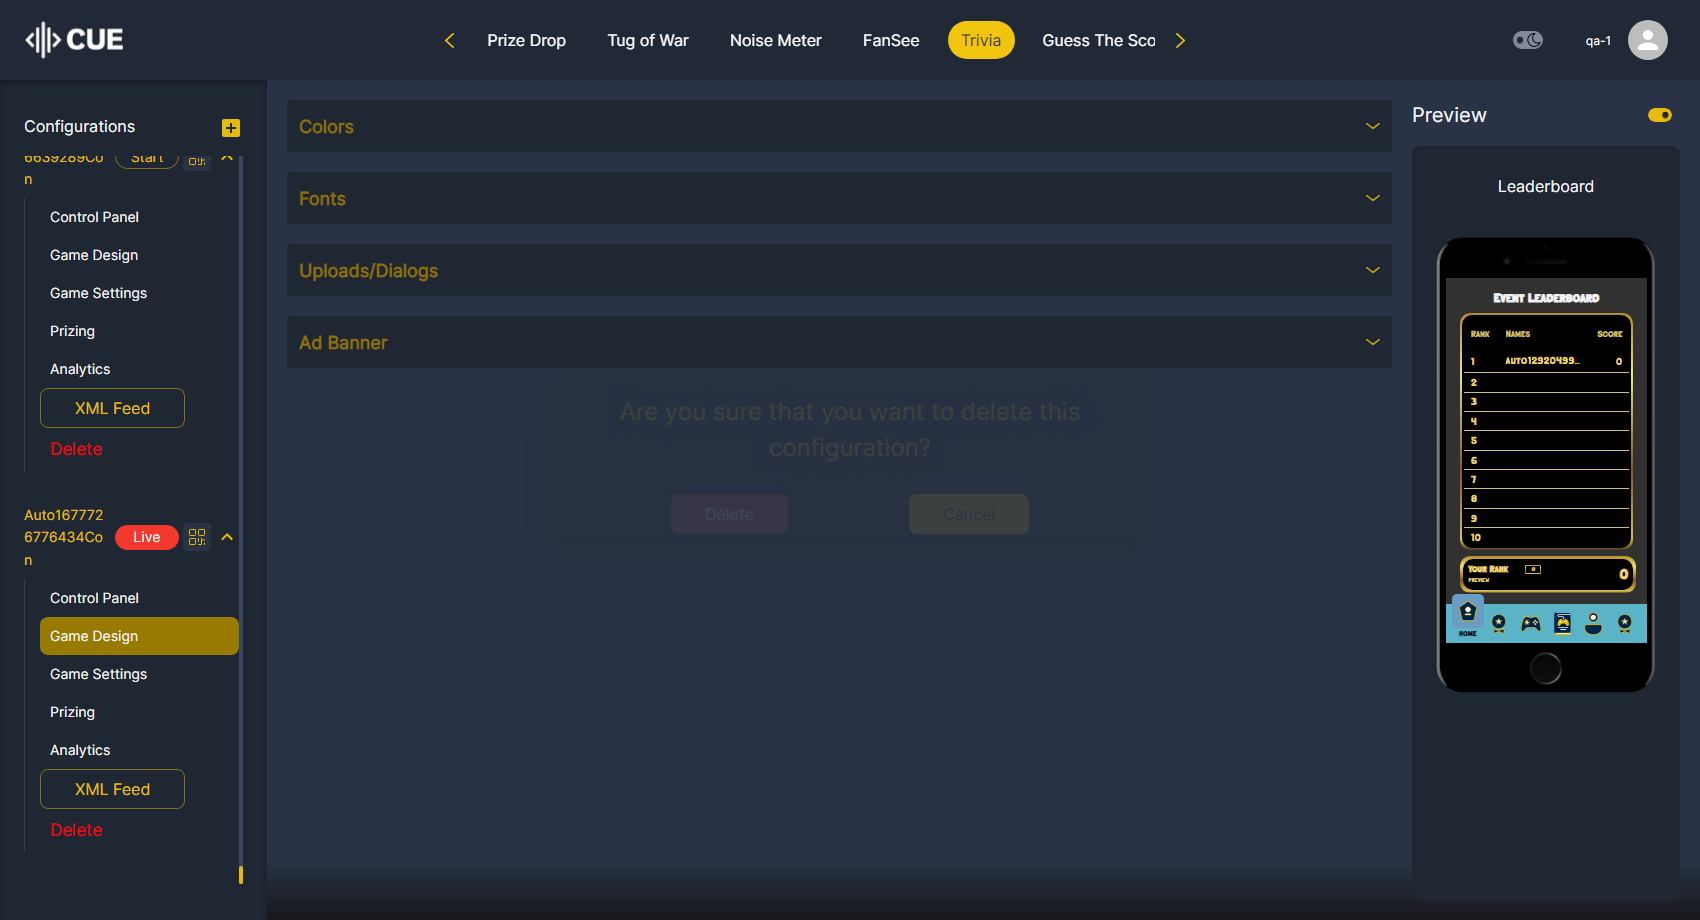 CUE
Prize Drop
Tug of War
Noise Meter
FanSee
Trivia
Guess The Sco
qa-1
Configurations
6639289Co
n
Start
Control Panel
Game Design
Game Settings
Prizing
Analytics
XML Feed
Delete
Auto167772
6776434Co
n
Live
Control Panel
Game Design
Game Settings
Prizing
Analytics
XML Feed
Delete
Colors
Fonts
Uploads/Dialogs
Ad Banner
Are you sure that you want to delete this
configuration?
Delete
Cancel
Preview
Leaderboard
Event Leaderboard
Rank Names Score
1 AUTO12920499... 0
2
3
4
5
6
7
8
9
10
Your Rank
PREVIEW
0
HOME